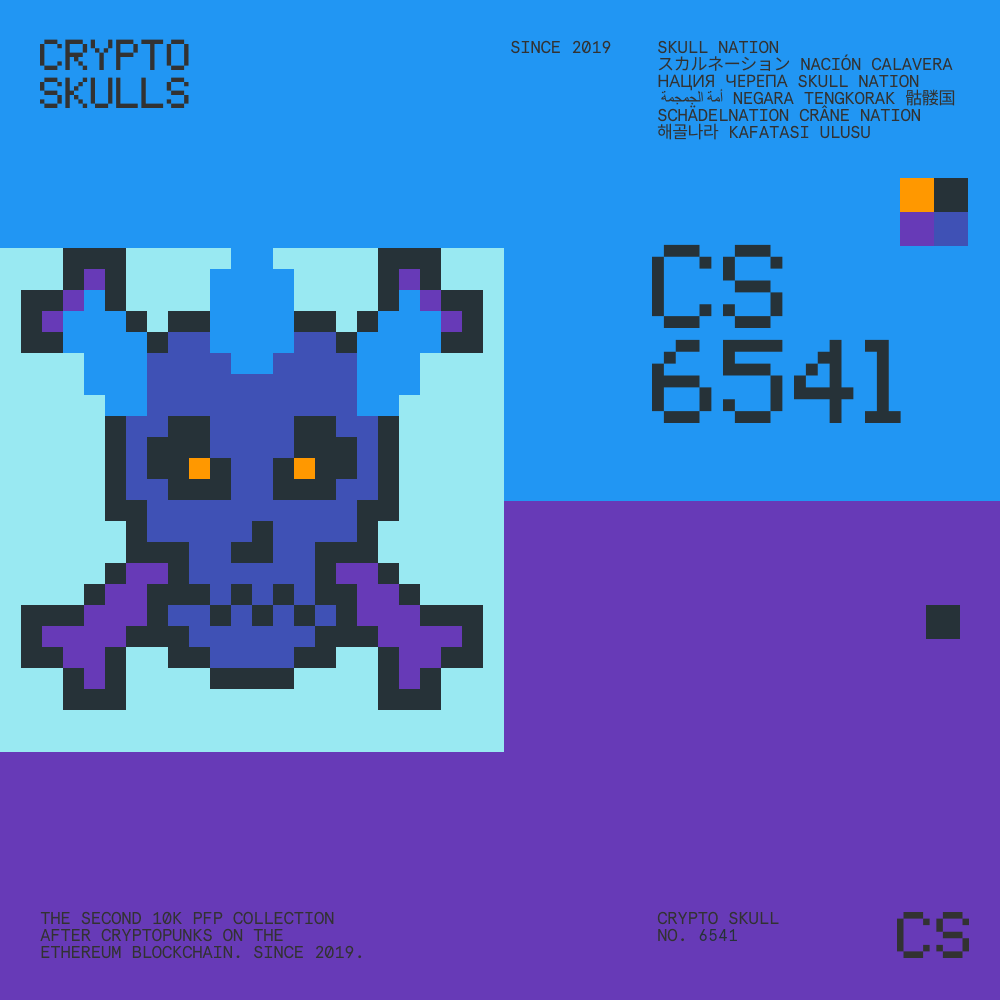 CRYPTO
SKULLS
SINCE 2019
SKULL NATION
スカルネーション NACIÓN CALAVERA
НАЦИЯ ЧЕРЕПА SKULL NATION
أمة الجمجمة NEGARA TENGKORAK 骷髅国
SCHÄDELNATION CRÂNE NATION
해골나라 KAFATASI ULUSU
CS
6541
THE SECOND 10K PFP COLLECTION
AFTER CRYPTOPUNKS ON THE
ETHEREUM BLOCKCHAIN. SINCE 2019.
CRYPTO SKULL
NO. 6541
CS